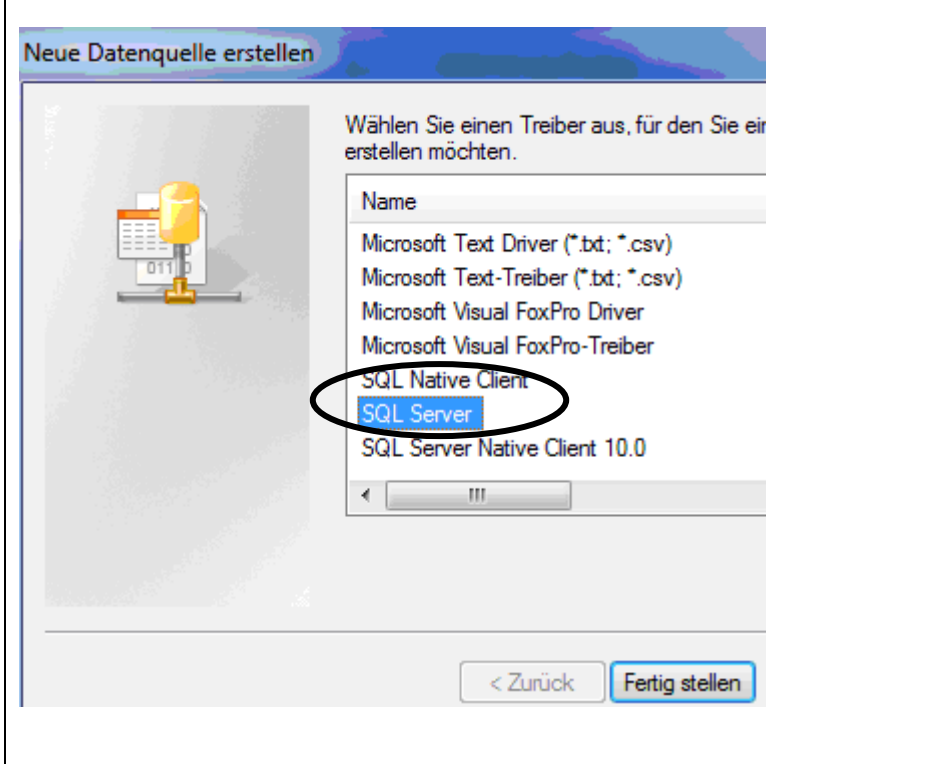 Neue Datenquelle erstellen
Wählen Sie einen Treiber aus, für den Sie
erstellen möchten.
Name
Microsoft Text Driver (*.txt; *.csv)
Microsoft Text-Treiber (*.txt; *.csv)
Microsoft Visual FoxPro Driver
Microsoft Visual FoxPro-Treiber
SQL Native Client
SQL Server
SQL Server Native Client 10.0
< Zurück
Fertig stellen